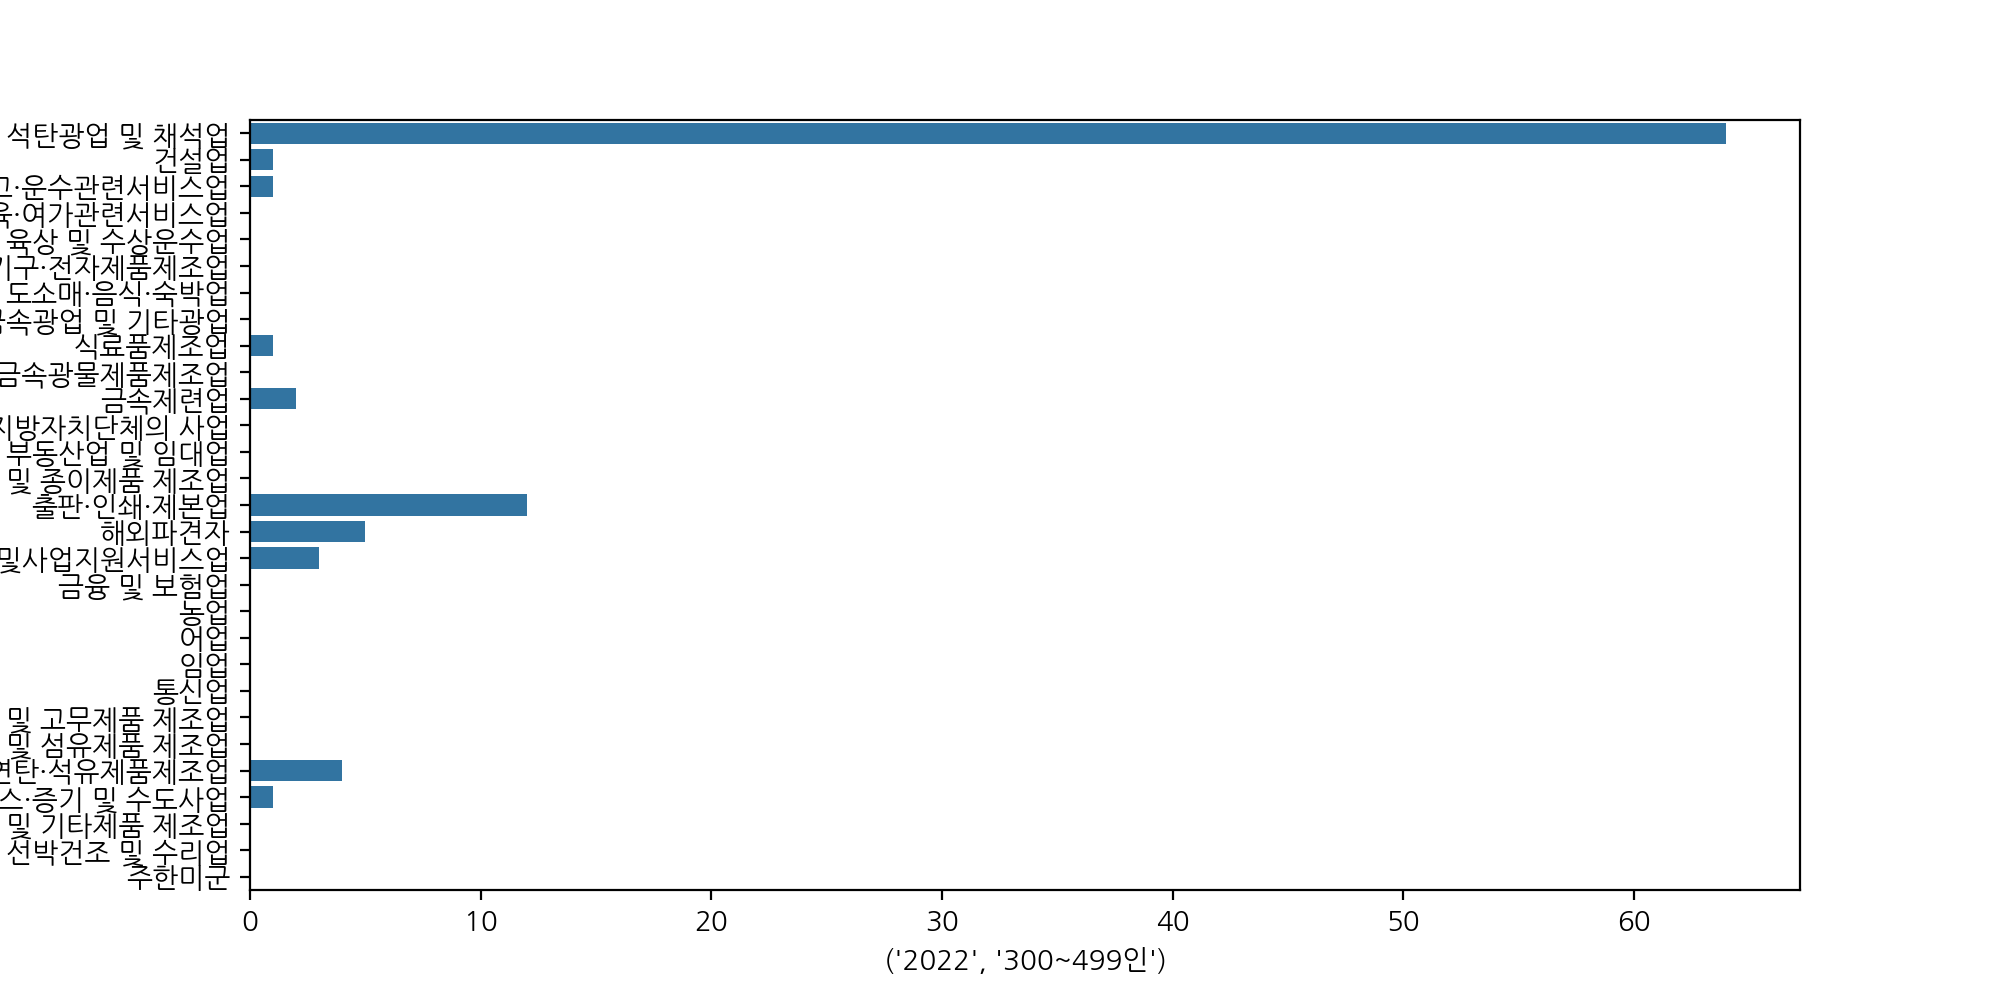 석탄광업 및 채석업
건설업
고·운수관련서비스업
육·여가관련서비스업
육상 및 수상운수업
기구·전자제품제조업
도소매·음식·숙박업
금속광업 및 기타광업
식료품제조업
금속광물제품제조업
금속제련업
지방자치단체의 사업
부동산업 및 임대업
및 종이제품 제조업
출판·인쇄·제본업
해외파견자
및사업지원서비스업
금융 및 보험업
농업
어업
임업
통신업
및 고무제품 제조업
및 섬유제품 제조업
연탄·석유제품제조업
스·증기 및 수도사업
및 기타제품 제조업
선박건조 및 수리업
주한미군
0 10 20 30 40 50 60
('2022', '300~499인')